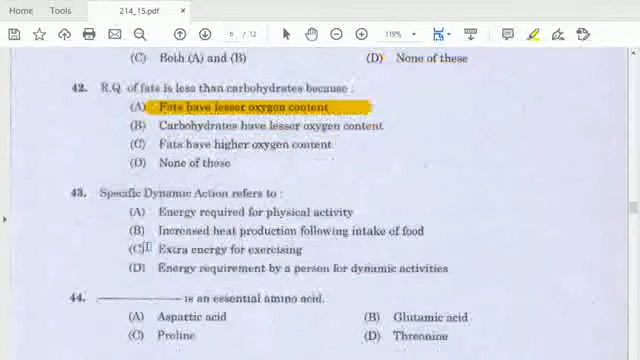 Home Tools 214_15.pdf ×
6 / 12 119%
(C) Both (A) and (B) (D) None of these
42. R.Q. of fats is less than carbohydrates because :
(A) Fats have lesser oxygen content
(B) Carbohydrates have lesser oxygen content
(C) Fats have higher oxygen content
(D) None of these
43. Specific Dynamic Action refers to :
(A) Energy required for physical activity
(B) Increased heat production following intake of food
(C) Extra energy for exercising
(D) Energy requirement by a person for dynamic activities
44. ____________ is an essential amino acid.
(A) Aspartic acid (B) Glutamic acid
(C) Proline (D) Threonine